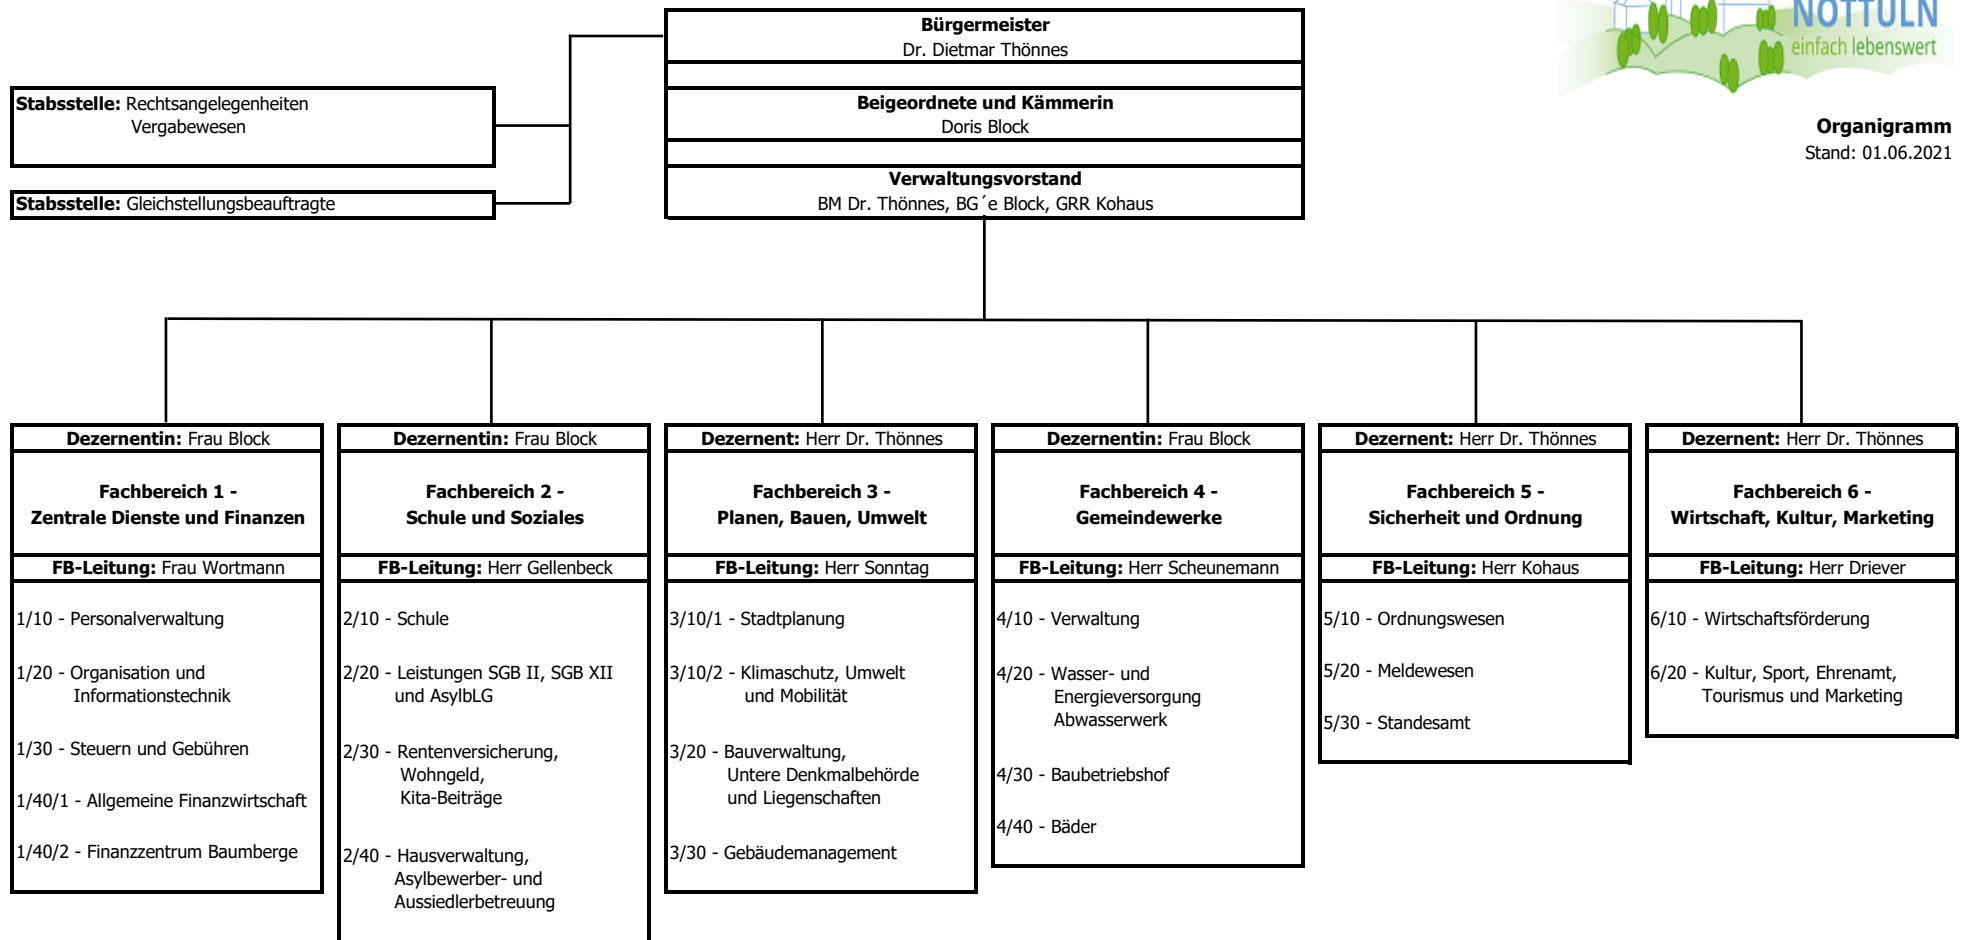 Bürgermeister
Dr. Dietmar Thönnes
NOTTULN
einfach lebenswert
Stabsstelle: Rechtsangelegenheiten
Vergabewesen
Beigeordnete und Kämmerin
Doris Block
Organigramm
Stand: 01.06.2021
Stabsstelle: Gleichstellungsbeauftragte
Verwaltungsvorstand
BM Dr. Thönnes, BG´e Block, GRR Kohaus
Dezernentin: Frau Block
Fachbereich 1 -
Zentrale Dienste und Finanzen
FB-Leitung: Frau Wortmann
1/10 - Personalverwaltung
1/20 - Organisation und
Informationstechnik
1/30 - Steuern und Gebühren
1/40/1 - Allgemeine Finanzwirtschaft
1/40/2 - Finanzzentrum Baumberge
Dezernentin: Frau Block
Fachbereich 2 -
Schule und Soziales
FB-Leitung: Herr Gellenbeck
2/10 - Schule
2/20 - Leistungen SGB II, SGB XII
und AsylbLG
2/30 - Rentenversicherung,
Wohngeld,
Kita-Beiträge
2/40 - Hausverwaltung,
Asylbewerber- und
Aussiedlerbetreuung
Dezernent: Herr Dr. Thönnes
Fachbereich 3 -
Planen, Bauen, Umwelt
FB-Leitung: Herr Sonntag
3/10/1 - Stadtplanung
3/10/2 - Klimaschutz, Umwelt
und Mobilität
3/20 - Bauverwaltung,
Untere Denkmalbehörde
und Liegenschaften
3/30 - Gebäudemanagement
Dezernentin: Frau Block
Fachbereich 4 -
Gemeindewerke
FB-Leitung: Herr Scheunemann
4/10 - Verwaltung
4/20 - Wasser- und
Energieversorgung
Abwasserwerk
4/30 - Baubetriebshof
4/40 - Bäder
Dezernent: Herr Dr. Thönnes
Fachbereich 5 -
Sicherheit und Ordnung
FB-Leitung: Herr Kohaus
5/10 - Ordnungswesen
5/20 - Meldewesen
5/30 - Standesamt
Dezernent: Herr Dr. Thönnes
Fachbereich 6 -
Wirtschaft, Kultur, Marketing
FB-Leitung: Herr Driever
6/10 - Wirtschaftsförderung
6/20 - Kultur, Sport, Ehrenamt,
Tourismus und Marketing